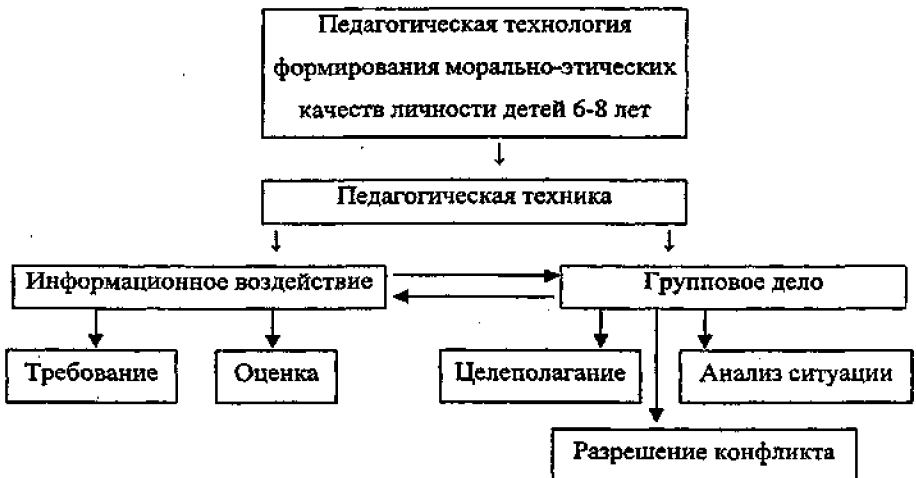 Педагогическая технология
формирования морально-этических
качеств личности детей 6-8 лет
Педагогическая техника
Информационное воздействие
Групповое дело
Требование
Оценка
Целеполагание
Анализ ситуации
Разрешение конфликта